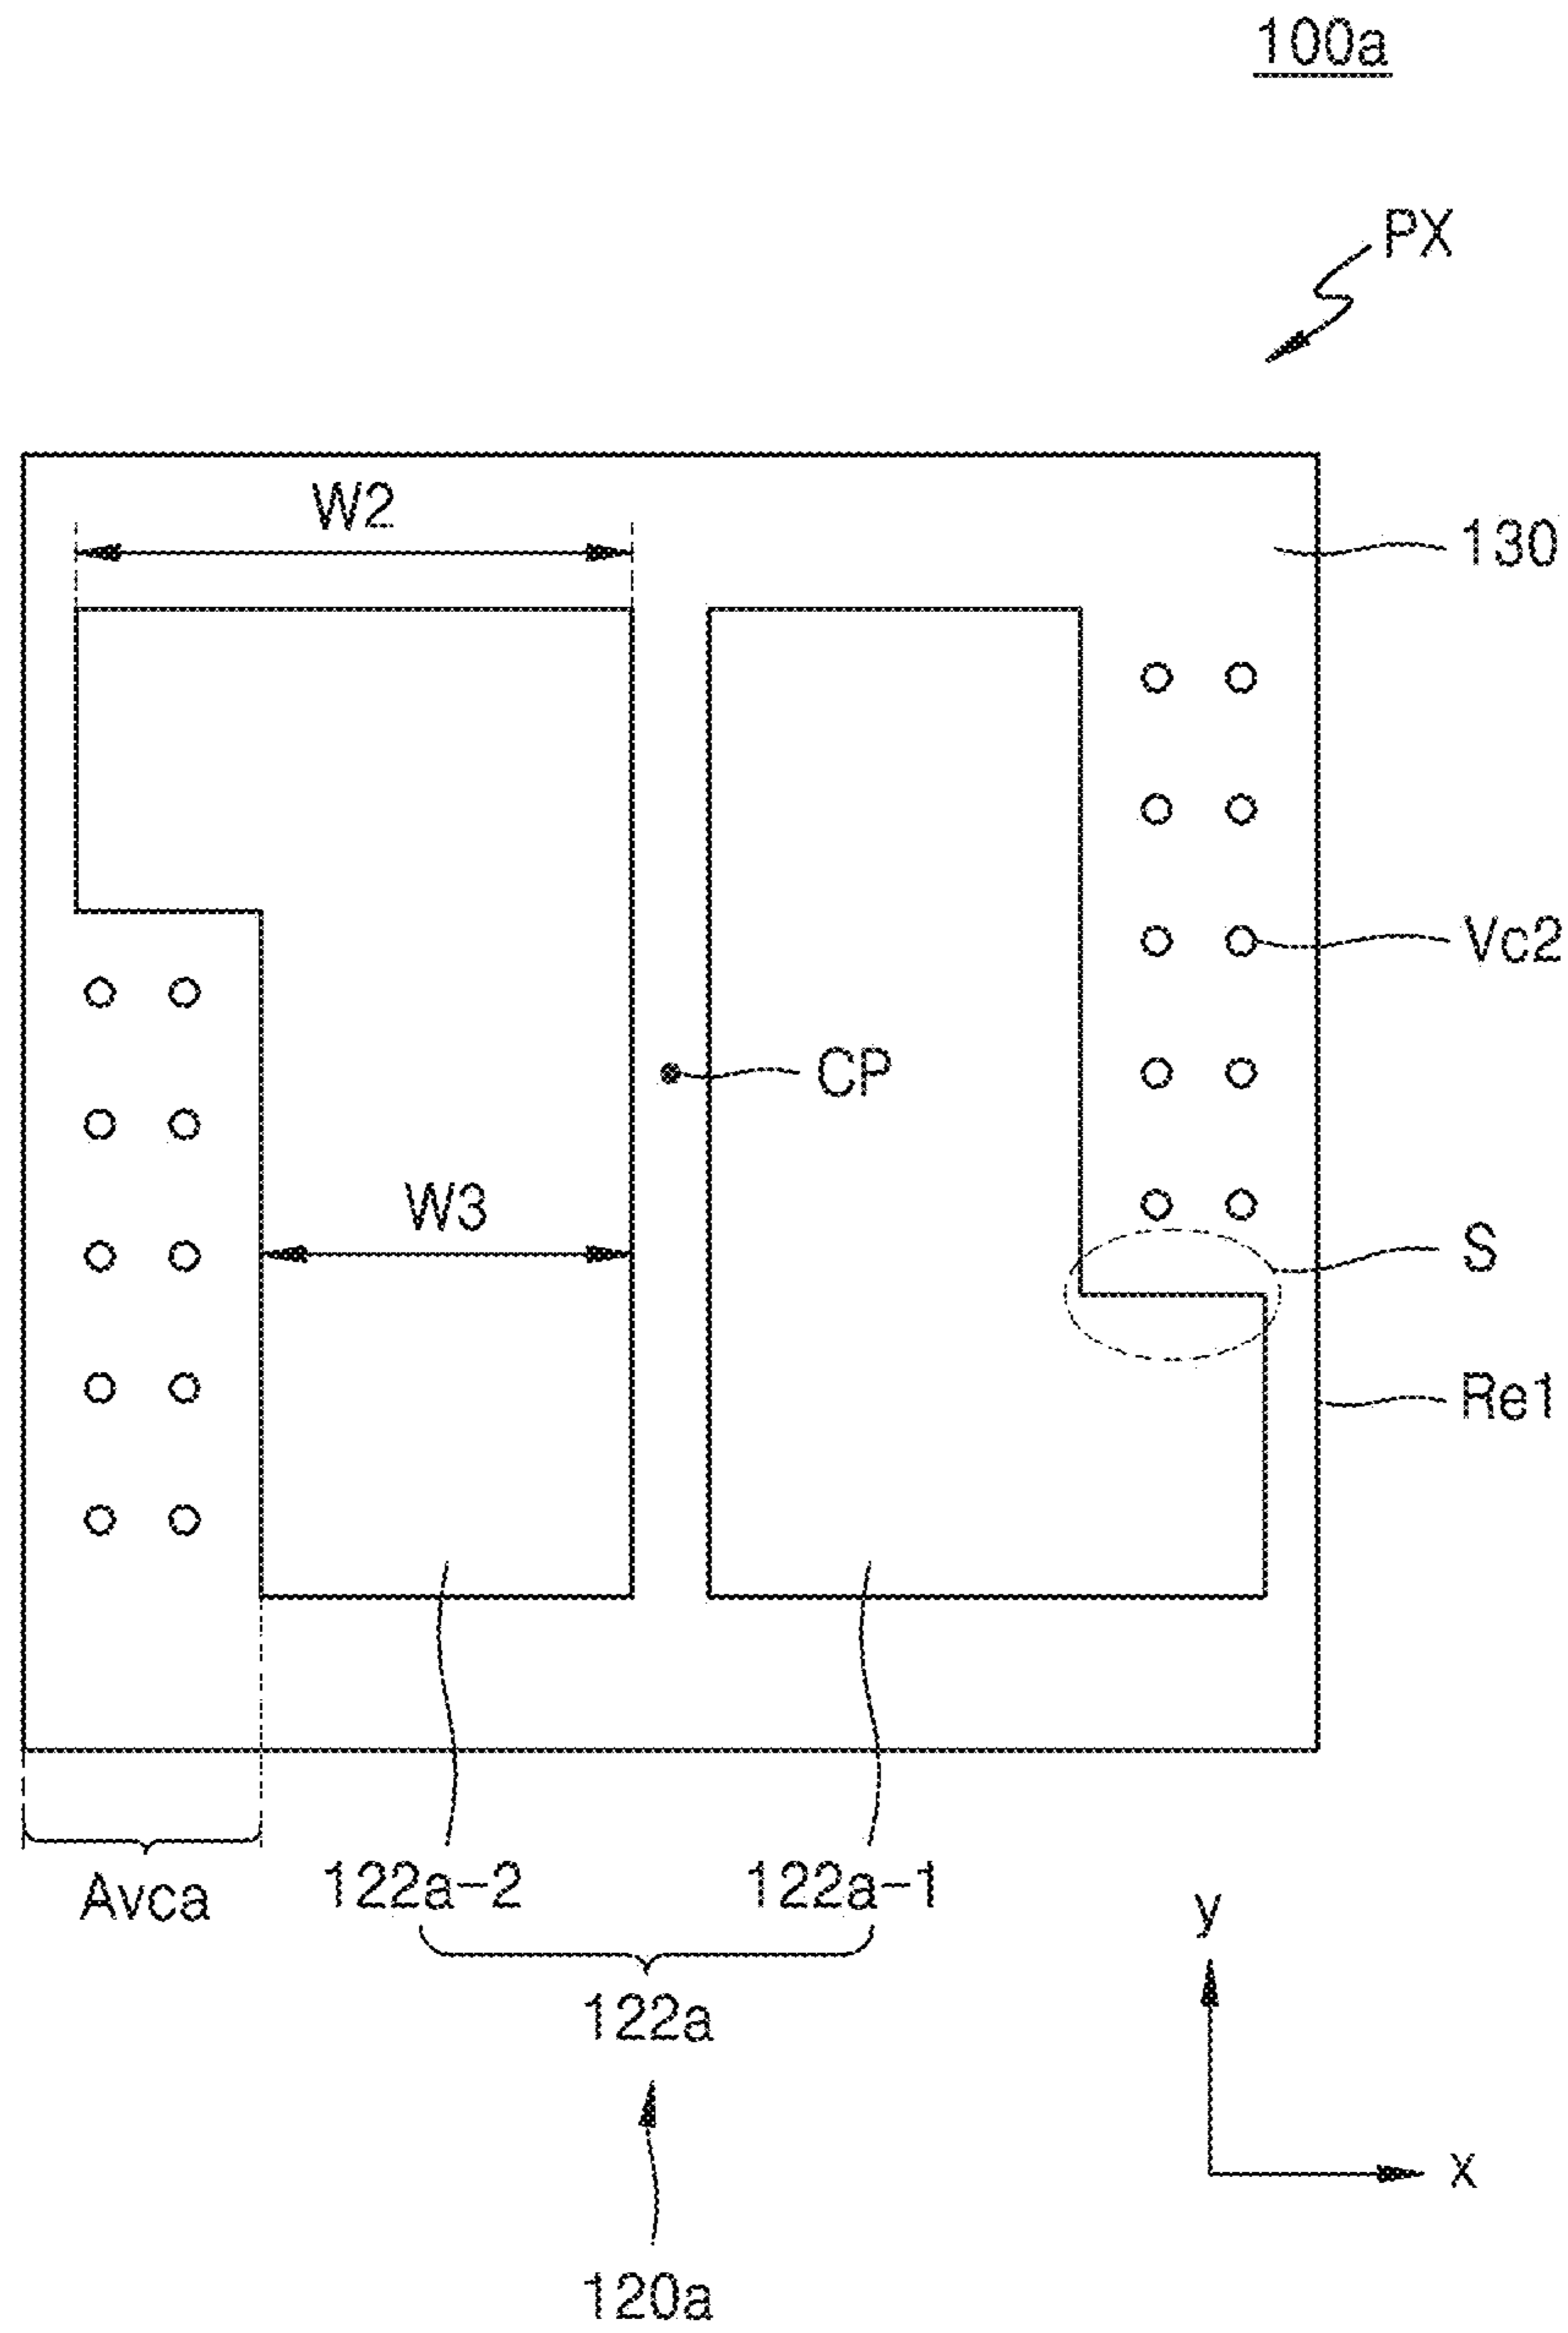 100a
PX
W2
130
Vc2
CP
W3
S
Re1
Avca
122a-2
122a-1
122a
y
x
120a